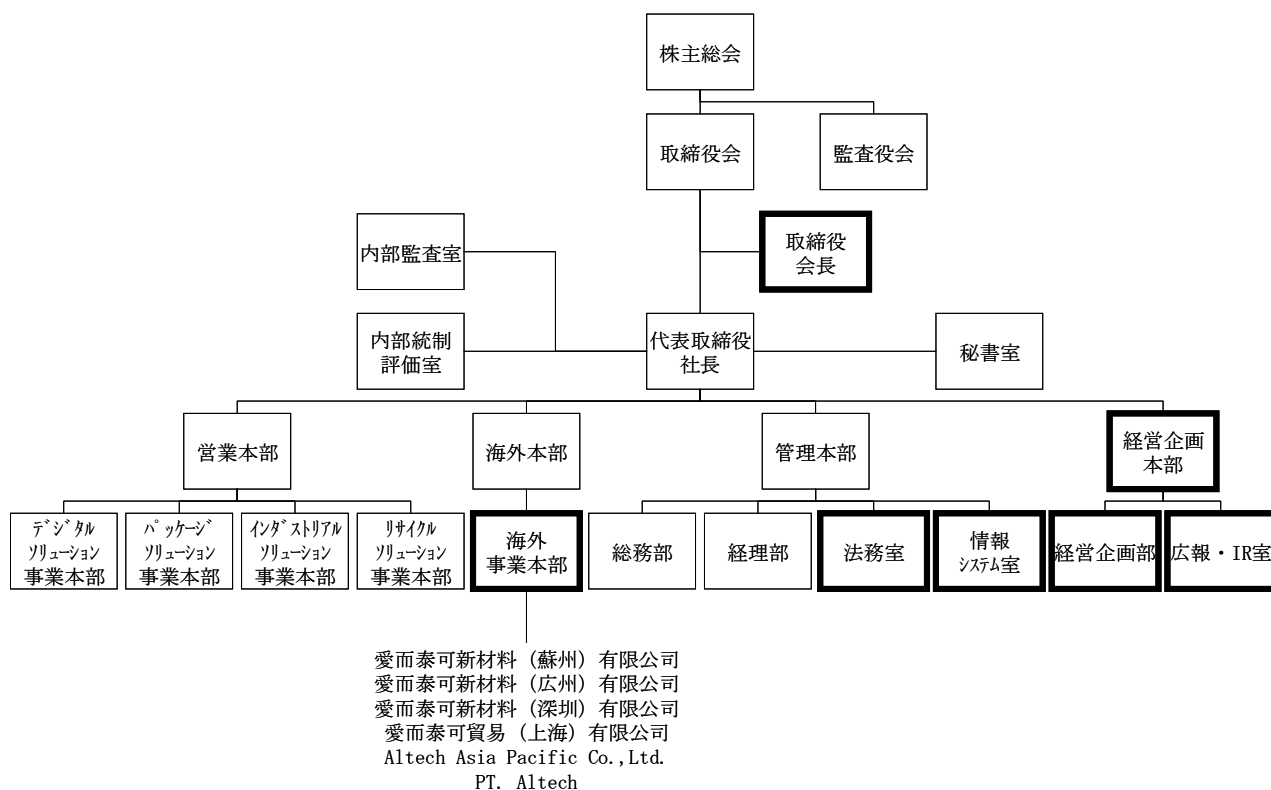 株主総会
取締役会
監査役会
内部監査室
取締役
会長
内部統制
評価室
代表取締役
社長
秘書室
営業本部
海外本部
管理本部
経営企画
本部
ﾃﾞｼﾞﾀﾙ
ｿﾘｭｰｼｮﾝ
事業本部
ﾊﾟｯｹｰｼﾞ
ｿﾘｭｰｼｮﾝ
事業本部
ｲﾝﾀﾞｽﾄﾘｱﾙ
ｿﾘｭｰｼｮﾝ
事業本部
ﾘｻｲｸﾙ
ｿﾘｭｰｼｮﾝ
事業本部
海外
事業本部
総務部
経理部
法務室
情報
ｼｽﾃﾑ室
経営企画部
広報・IR室
愛而泰可新材料（蘇州）有限公司
愛而泰可新材料（広州）有限公司
愛而泰可新材料（深圳）有限公司
愛而泰可貿易（上海）有限公司
Altech Asia Pacific Co.,Ltd.
PT. Altech